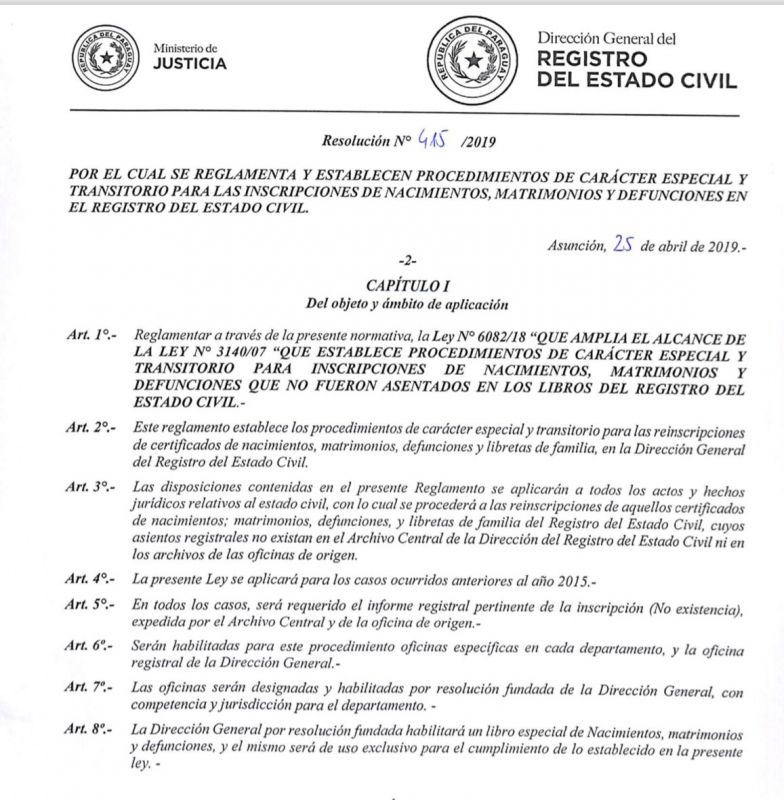 REPÚBLICA DEL PARAGUAY
Ministerio de
JUSTICIA
REPÚBLICA DEL PARAGUAY
Dirección General del
REGISTRO
DEL ESTADO CIVIL
Resolución Nº 415 /2019
POR EL CUAL SE REGLAMENTA Y ESTABLECEN PROCEDIMIENTOS DE CARÁCTER ESPECIAL Y
TRANSITORIO PARA LAS INSCRIPCIONES DE NACIMIENTOS, MATRIMONIOS Y DEFUNCIONES EN
EL REGISTRO DEL ESTADO CIVIL.
Asunción, 25 de abril de 2019.-
-2-
CAPÍTULO I
Del objeto y ámbito de aplicación
Art. 1º.- Reglamentar a través de la presente normativa, la Ley Nº 6082/18 “QUE AMPLIA EL ALCANCE DE
LA LEY Nº 3140/07 “QUE ESTABLECE PROCEDIMIENTOS DE CARÁCTER ESPECIAL Y
TRANSITORIO PARA INSCRIPCIONES DE NACIMIENTOS, MATRIMONIOS Y
DEFUNCIONES QUE NO FUERON ASENTADOS EN LOS LIBROS DEL REGISTRO DEL
ESTADO CIVIL.-
Art. 2º.- Este reglamento establece los procedimientos de carácter especial y transitorio para las reinscripciones
de certificados de nacimientos, matrimonios, defunciones y libretas de familia, en la Dirección General
del Registro del Estado Civil.
Art. 3º.- Las disposiciones contenidas en el presente Reglamento se aplicarán a todos los actos y hechos
jurídicos relativos al estado civil, con lo cual se procederá a las reinscripciones de aquellos certificados
de nacimientos; matrimonios, defunciones, y libretas de familia del Registro del Estado Civil, cuyos
asientos registrales no existan en el Archivo Central de la Dirección del Registro del Estado Civil ni en
los archivos de las oficinas de origen.
Art. 4º.- La presente Ley se aplicará para los casos ocurridos anteriores al año 2015.-
Art. 5º.- En todos los casos, será requerido el informe registral pertinente de la inscripción (No existencia),
expedida por el Archivo Central y de la oficina de origen.-
Art. 6º.- Serán habilitadas para este procedimiento oficinas específicas en cada departamento, y la oficina
registral de la Dirección General.-
Art. 7º.- Las oficinas serán designadas y habilitadas por resolución fundada de la Dirección General, con
competencia y jurisdicción para el departamento. -
Art. 8º.- La Dirección General por resolución fundada habilitará un libro especial de Nacimientos, matrimonios
y defunciones, y el mismo será de uso exclusivo para el cumplimiento de lo establecido en la presente
ley. -